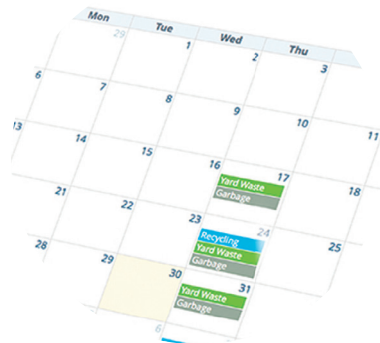 Mon Tue Wed Thu
29 1 2 3
6 7 8 9 10 11
13 14 15 16 17 18
Yard Waste
Garbage
21 22 23 24 25
Recycling
Yard Waste
Garbage
28 29 30 31
Yard Waste
Garbage
6